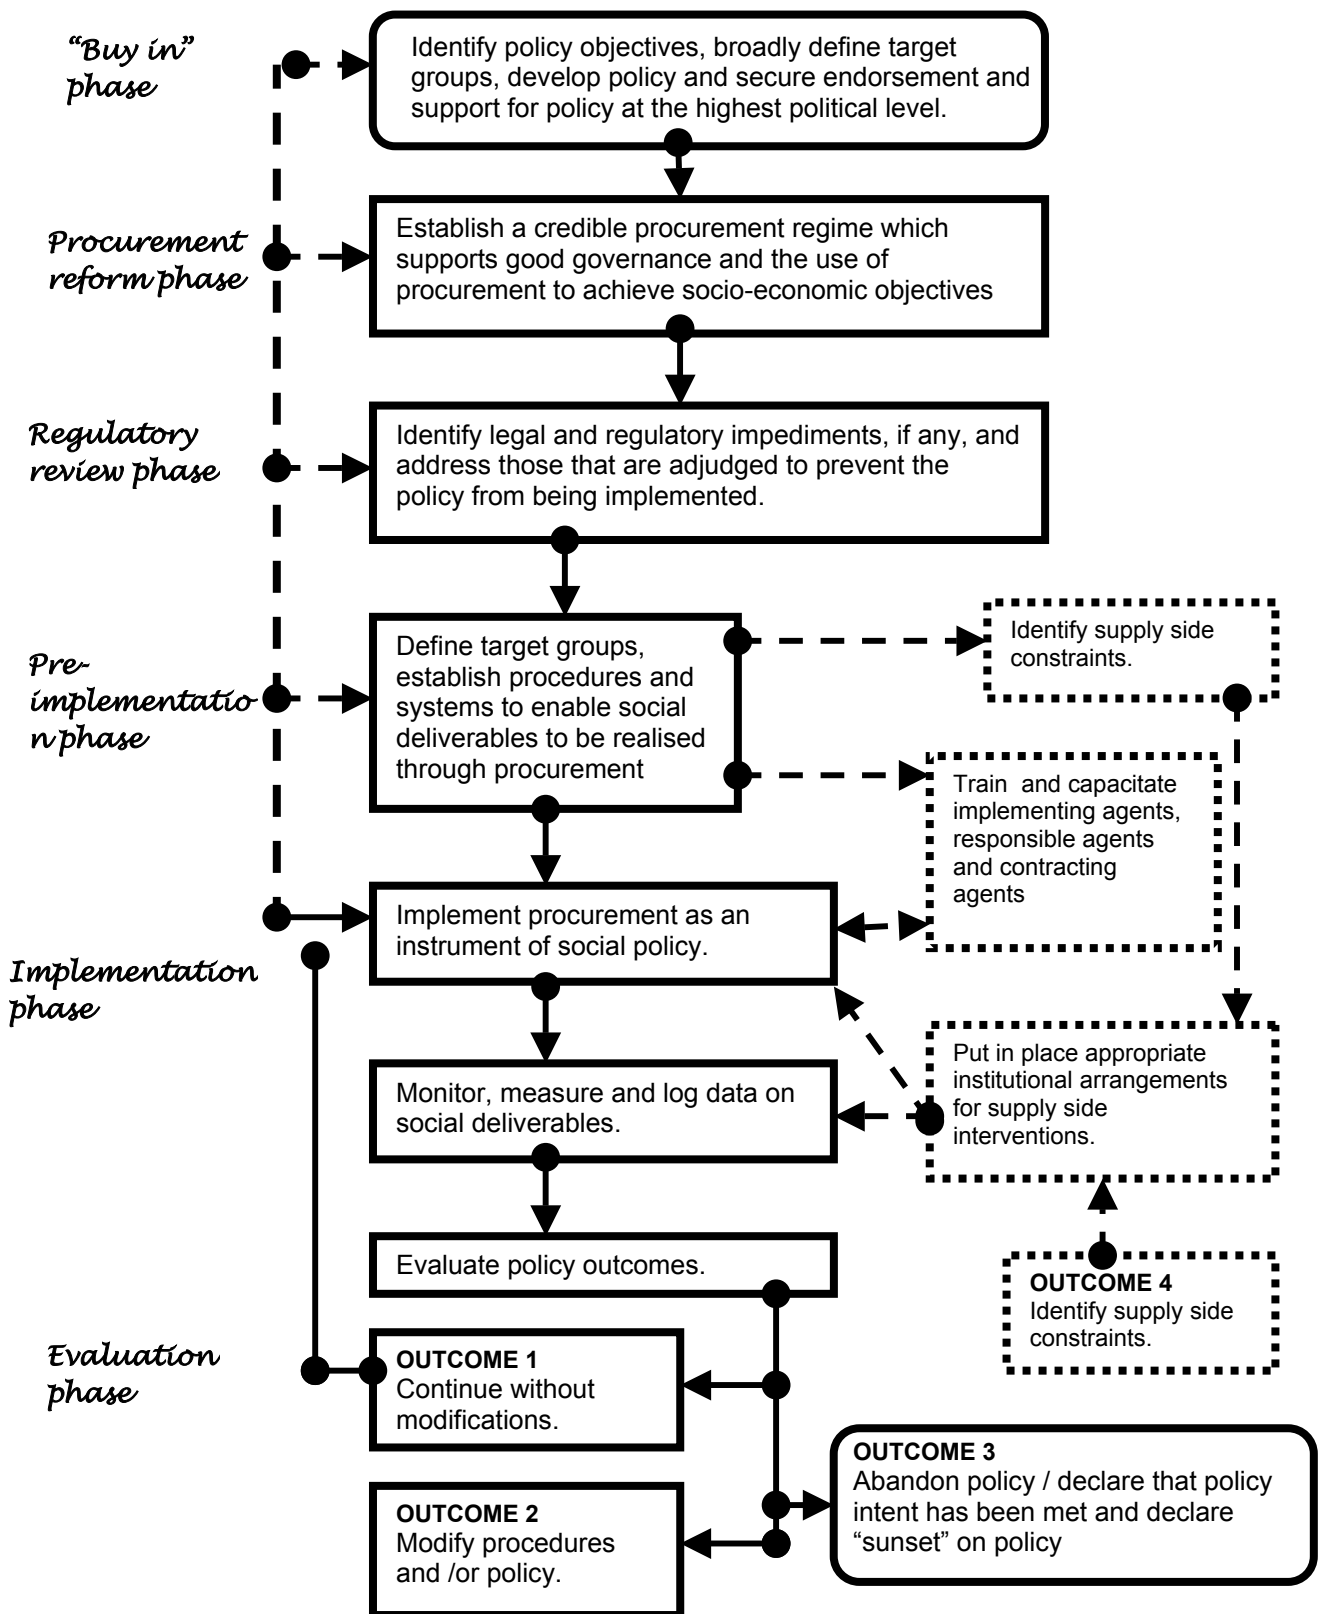 “Buy in”
phase
Identify policy objectives, broadly define target
groups, develop policy and secure endorsement and
support for policy at the highest political level.
Procurement
reform phase
Establish a credible procurement regime which
supports good governance and the use of
procurement to achieve socio-economic objectives
Regulatory
review phase
Identify legal and regulatory impediments, if any, and
address those that are adjudged to prevent the
policy from being implemented.
Pre-
implementatio
n phase
Define target groups,
establish procedures and
systems to enable social
deliverables to be realised
through procurement
Identify supply side
constraints.
Train and capacitate
implementing agents,
responsible agents
and contracting
agents
Implementation
phase
Implement procurement as an
instrument of social policy.
Monitor, measure and log data on
social deliverables.
Put in place appropriate
institutional arrangements
for supply side
interventions.
Evaluate policy outcomes.
OUTCOME 4
Identify supply side
constraints.
Evaluation
phase
OUTCOME 1
Continue without
modifications.
OUTCOME 2
Modify procedures
and /or policy.
OUTCOME 3
Abandon policy / declare that policy
intent has been met and declare
“sunset” on policy